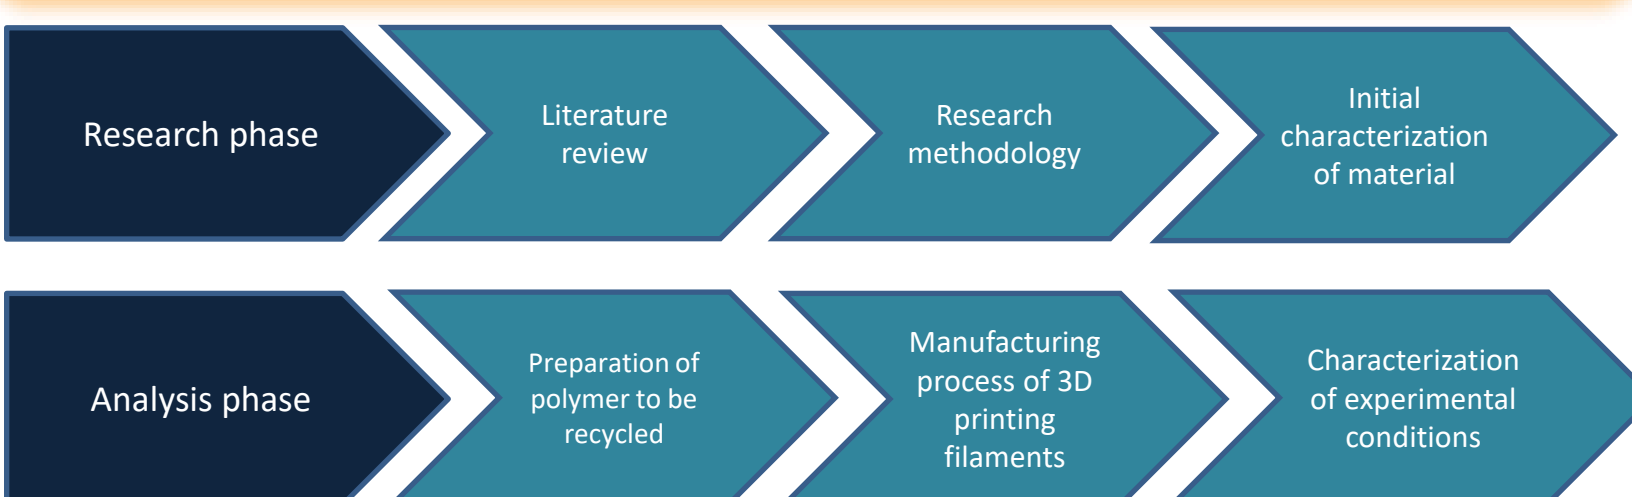 Research phase
Literature
review
Research
methodology
Initial
characterization
of material
Analysis phase
Preparation of
polymer to be
recycled
Manufacturing
process of 3D
printing
filaments
Characterization
of experimental
conditions